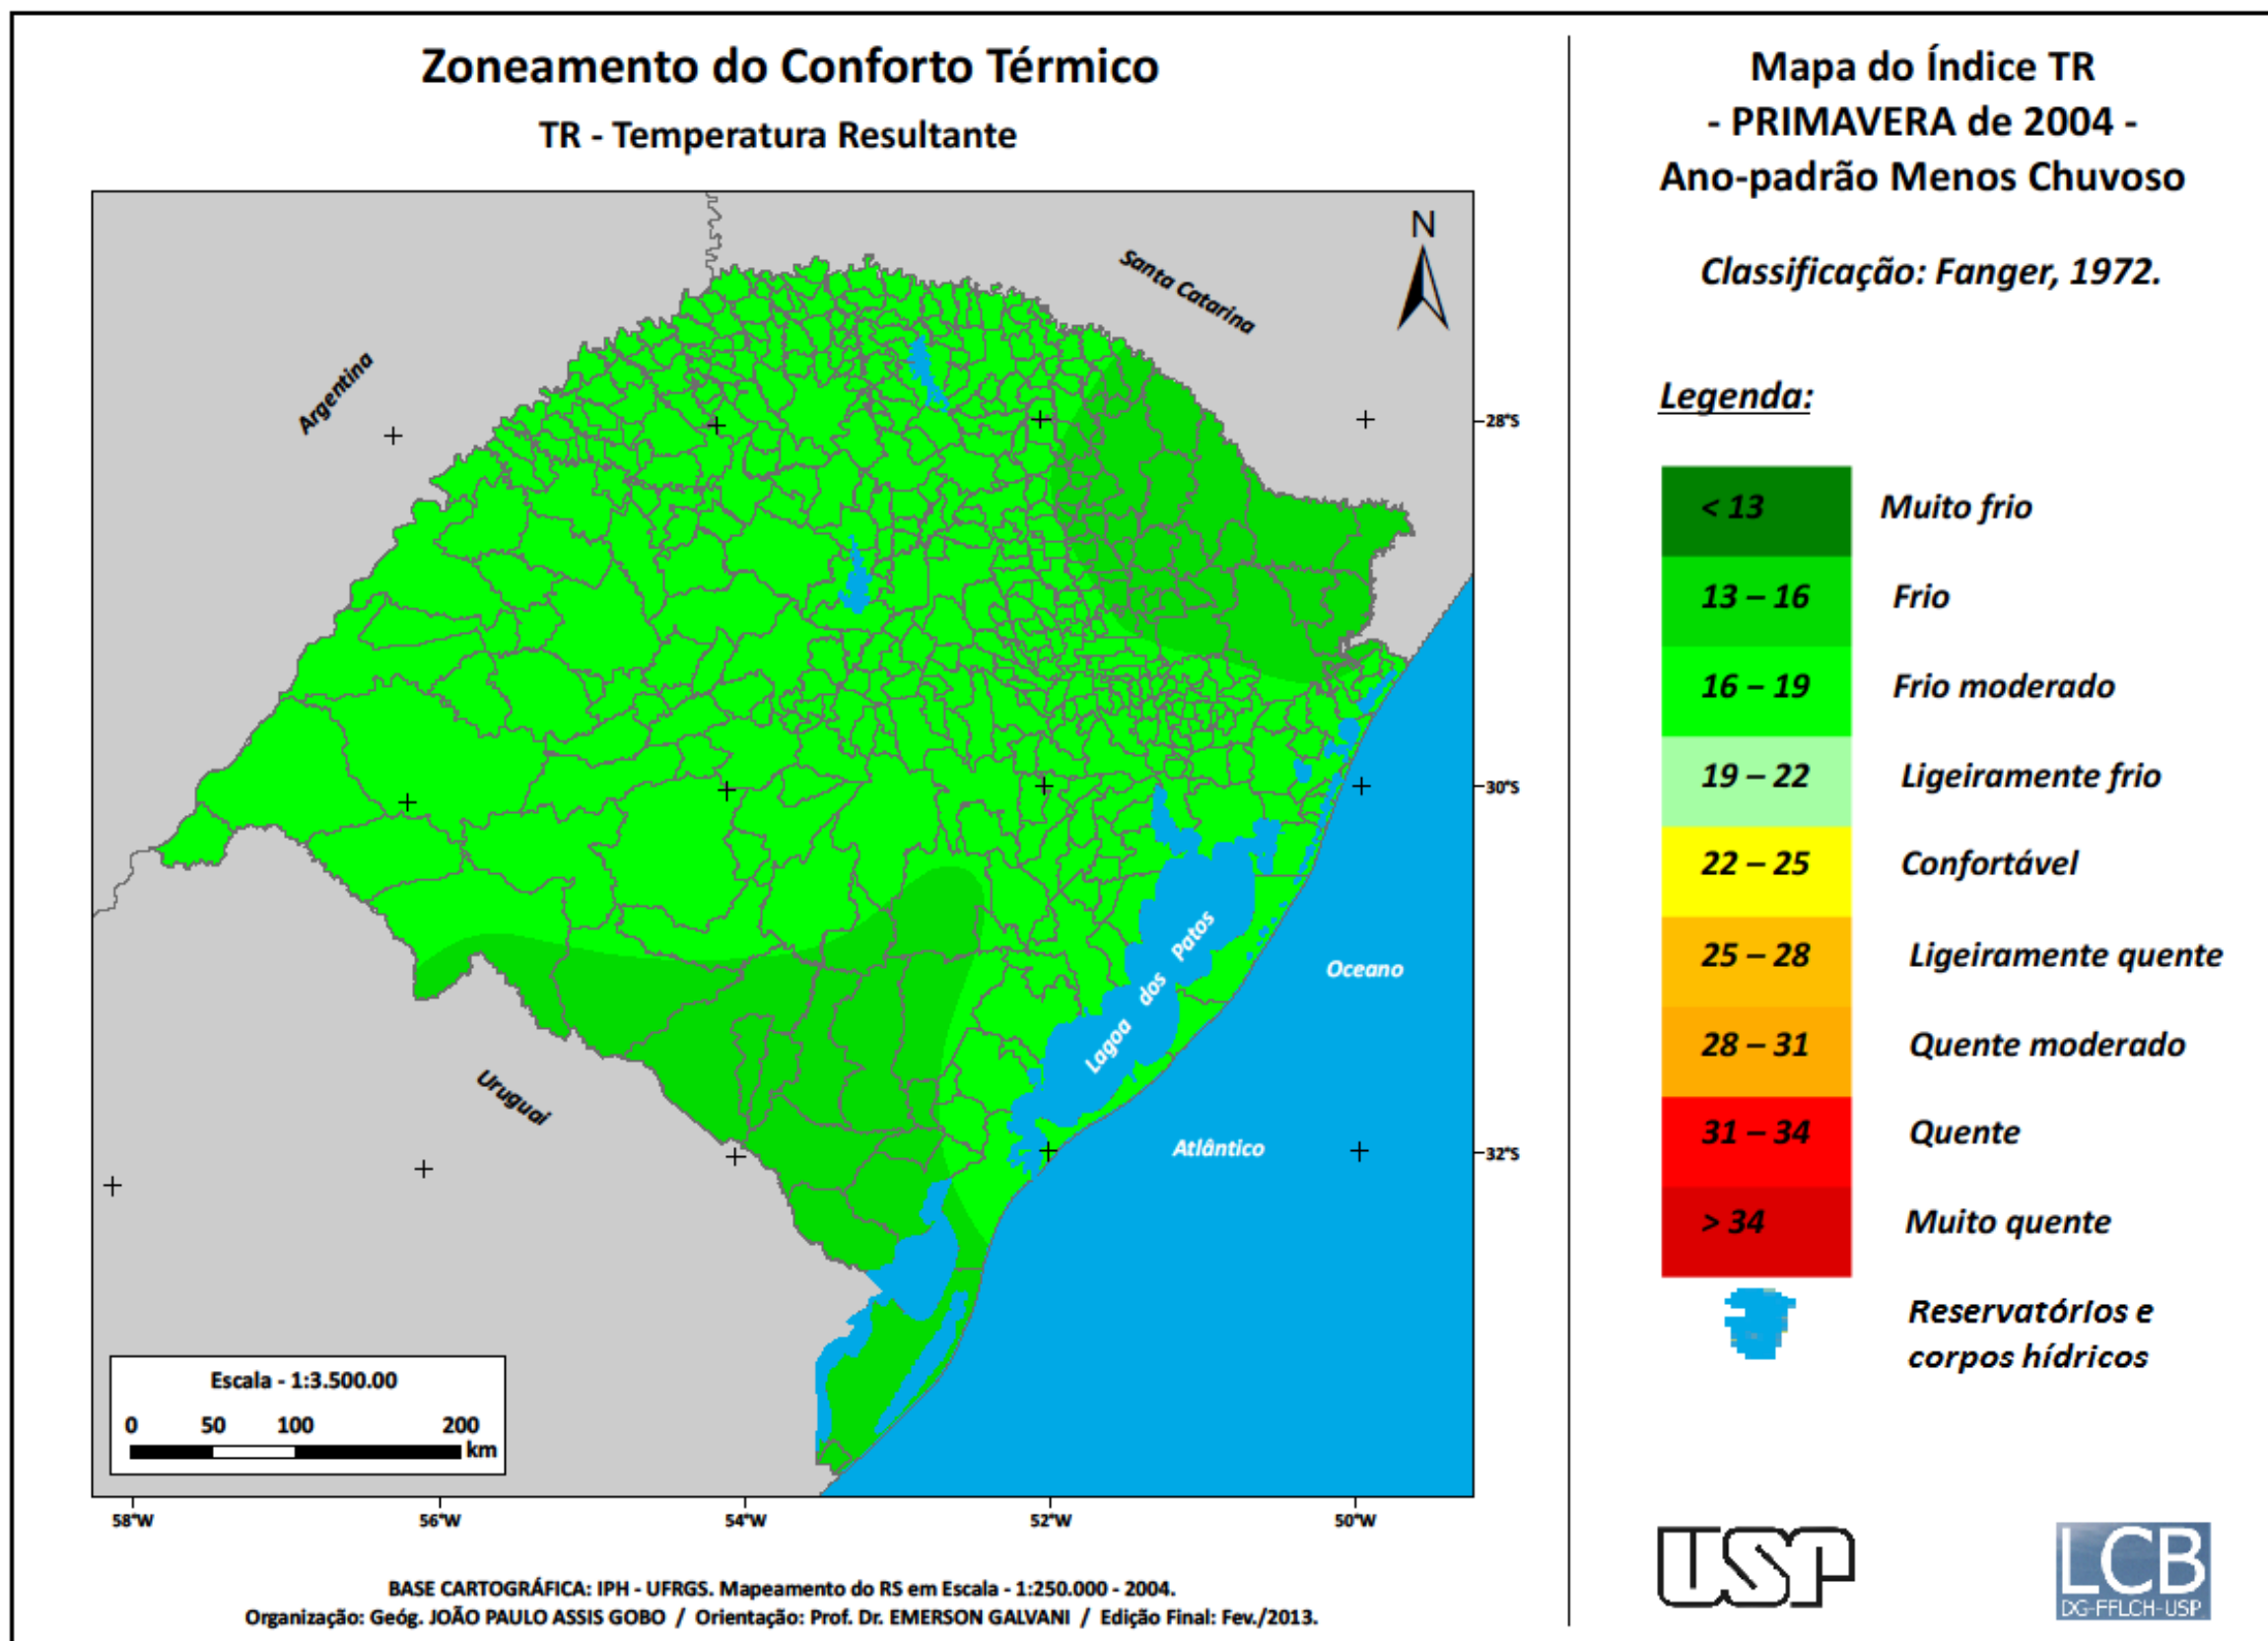 Zoneamento do Conforto Térmico
TR - Temperatura Resultante
N
Santa Catarina
Argentina
28°S
30°S
32°S
Lagoa dos Patos
Oceano
Atlântico
Uruguai
Escala - 1:3.500.00
0 50 100 200
km
58°W 56°W 54°W 52°W 50°W
BASE CARTOGRÁFICA: IPH - UFRGS. Mapeamento do RS em Escala - 1:250.000 - 2004.
Organização: Geóg. JOÃO PAULO ASSIS GOBO / Orientação: Prof. Dr. EMERSON GALVANI / Edição Final: Fev./2013.
Mapa do Índice TR
- PRIMAVERA de 2004 -
Ano-padrão Menos Chuvoso
Classificação: Fanger, 1972.
Legenda:
< 13 Muito frio
13 – 16 Frio
16 – 19 Frio moderado
19 – 22 Ligeiramente frio
22 – 25 Confortável
25 – 28 Ligeiramente quente
28 – 31 Quente moderado
31 – 34 Quente
> 34 Muito quente
Reservatórios e
corpos hídricos
USP
LCB
DG-FFLCH-USP